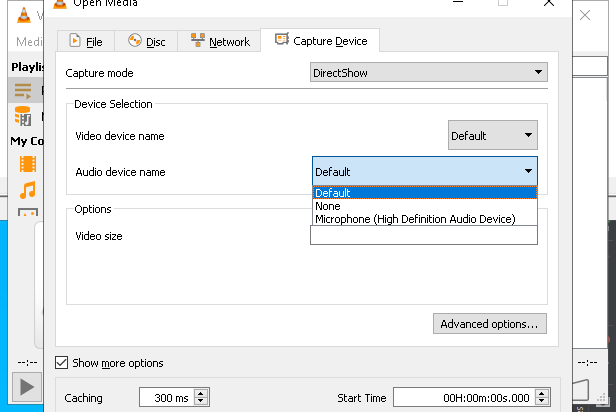 Open Media
Medi
File Disc Network Capture Device
Playlis
Capture mode DirectShow
Device Selection
Video device name Default
My Co
Audio device name Default
Default
None
Microphone (High Definition Audio Device)
Options
Video size
Advanced options...
--:-- Show more options --:--
Caching 300 ms Start Time 00H:00m:00s.000